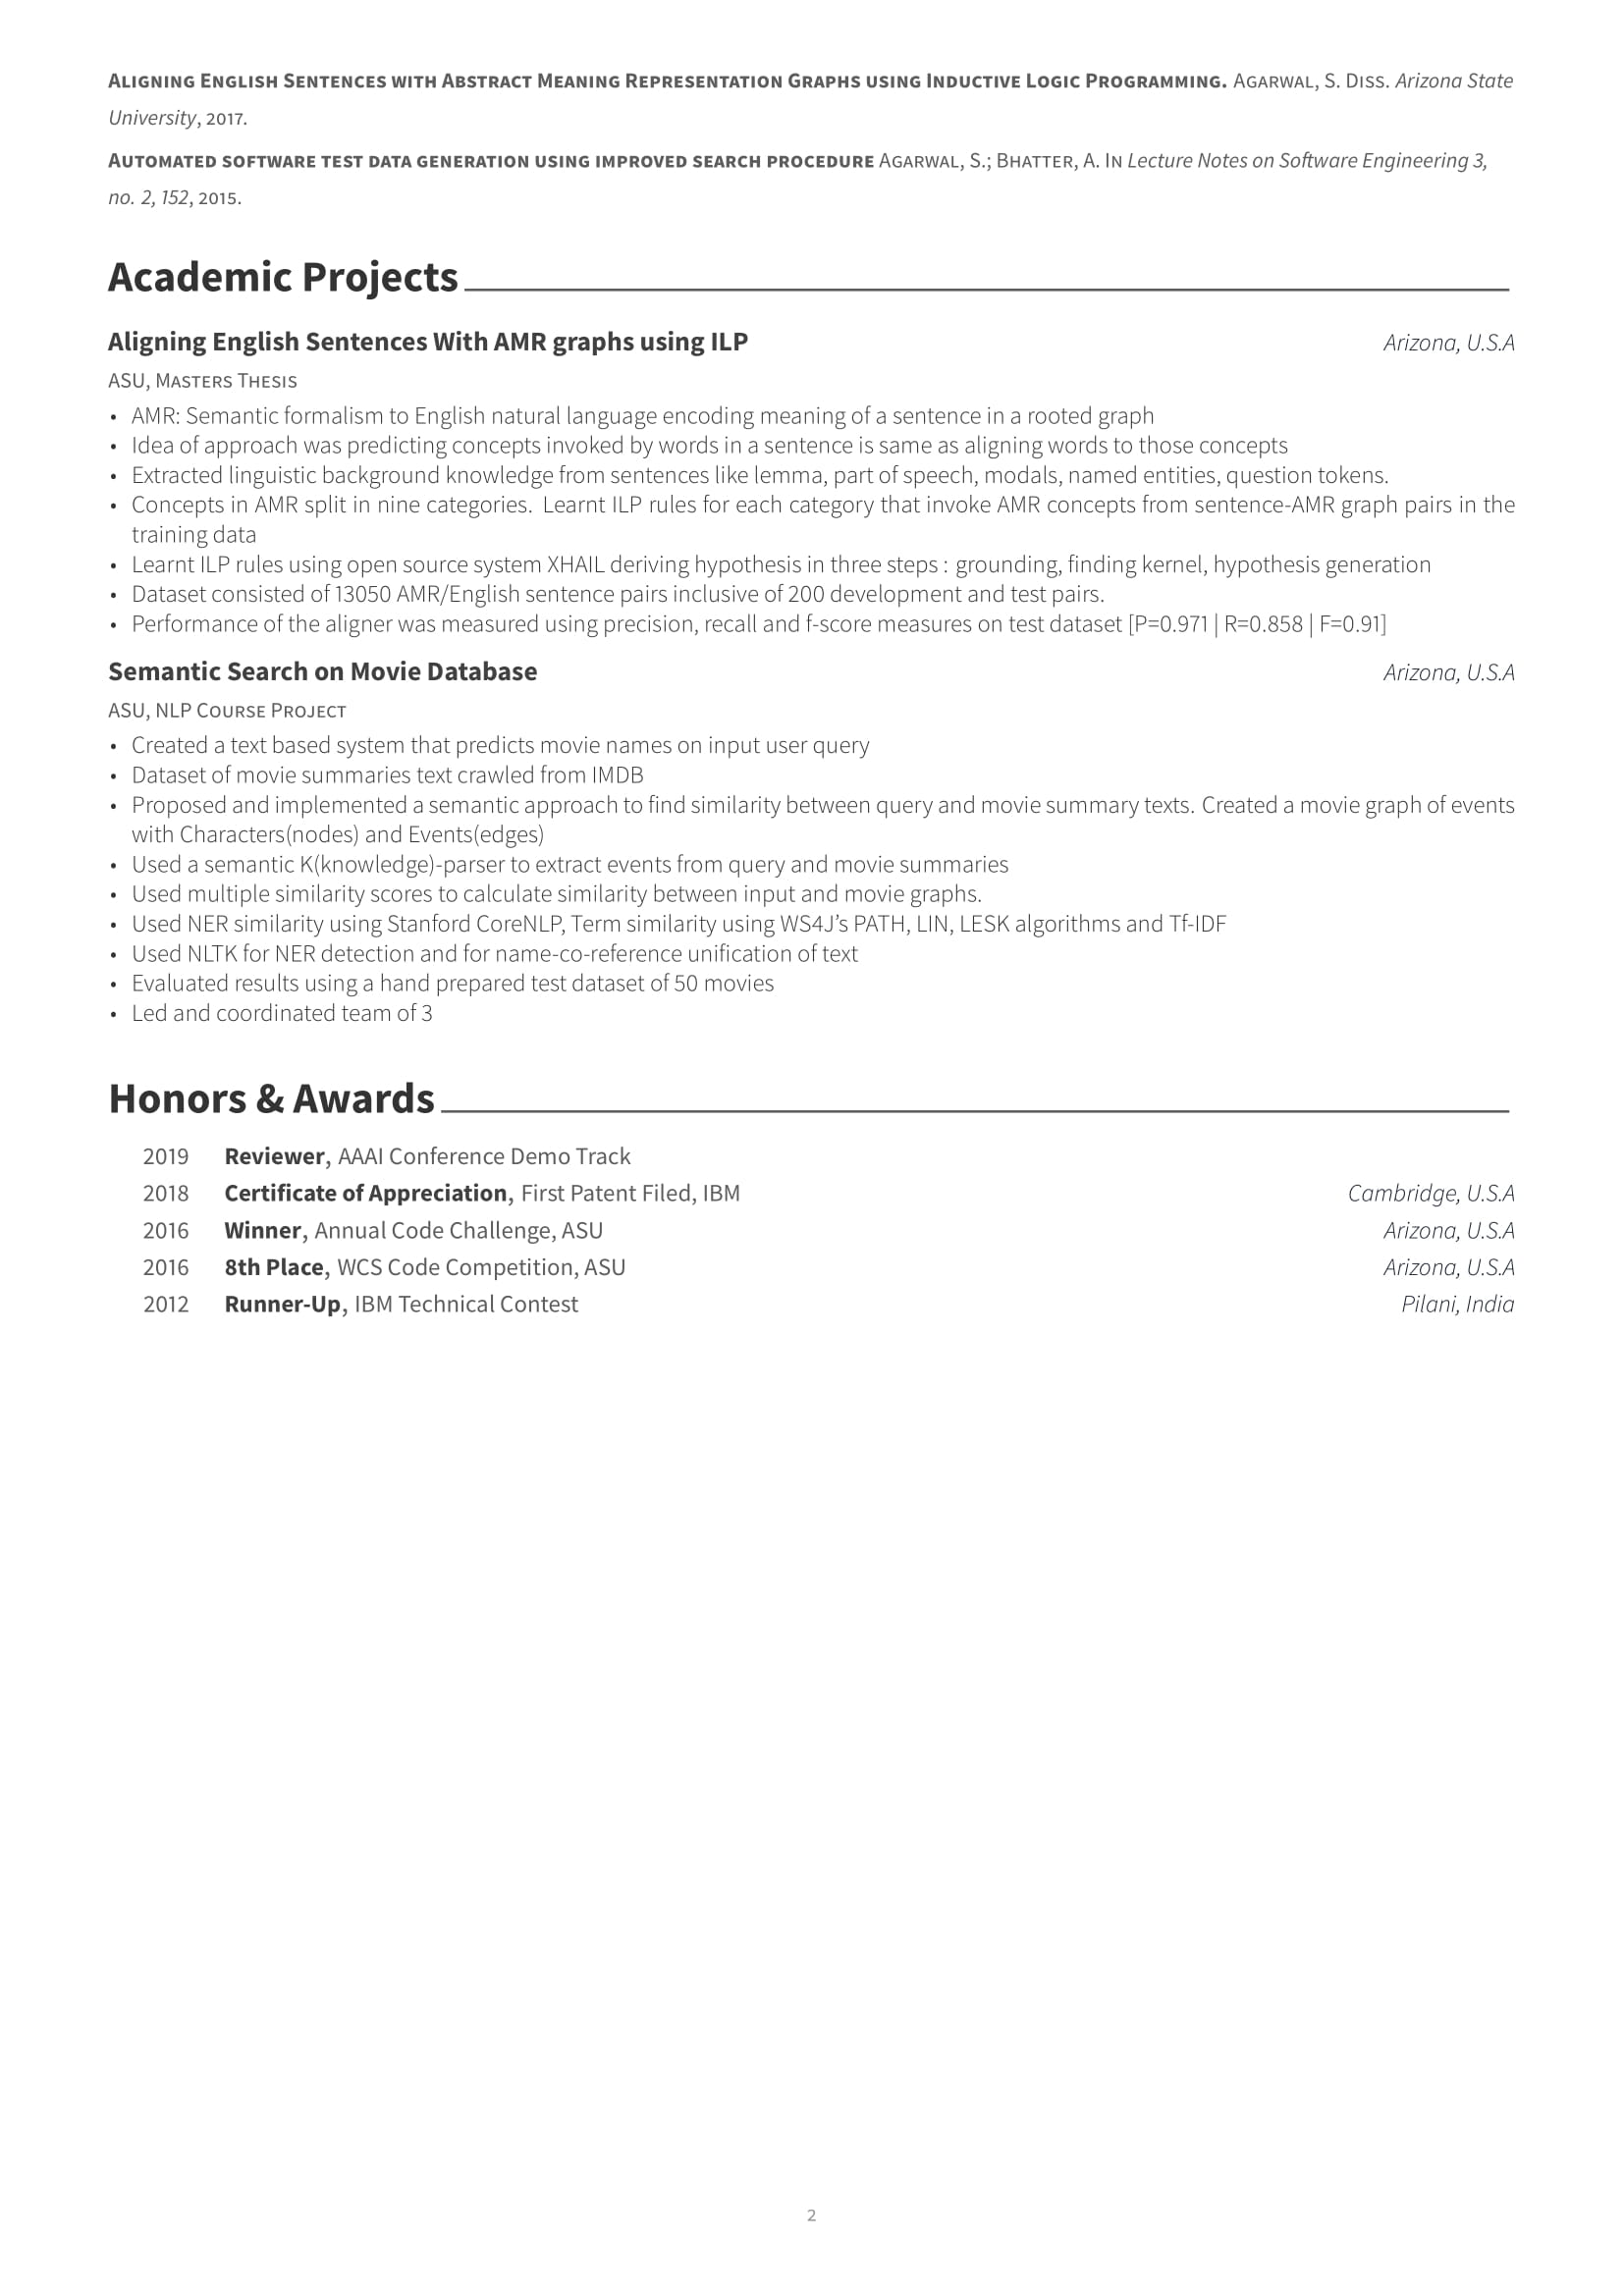 Aligning English Sentences with Abstract Meaning Representation Graphs using Inductive Logic Programming. Agarwal, S. Diss. Arizona State
University, 2017.
Automated software test data generation using improved search procedure Agarwal, S.; Bhatter, A. In Lecture Notes on Software Engineering 3,
no. 2, 152, 2015.
Academic Projects
Aligning English Sentences With AMR graphs using ILP Arizona, U.S.A
ASU, Masters Thesis
• AMR: Semantic formalism to English natural language encoding meaning of a sentence in a rooted graph
• Idea of approach was predicting concepts invoked by words in a sentence is same as aligning words to those concepts
• Extracted linguistic background knowledge from sentences like lemma, part of speech, modals, named entities, question tokens.
• Concepts in AMR split in nine categories. Learnt ILP rules for each category that invoke AMR concepts from sentence-AMR graph pairs in the
training data
• Learnt ILP rules using open source system XHAIL deriving hypothesis in three steps : grounding, finding kernel, hypothesis generation
• Dataset consisted of 13050 AMR/English sentence pairs inclusive of 200 development and test pairs.
• Performance of the aligner was measured using precision, recall and f-score measures on test dataset [P=0.971 | R=0.858 | F=0.91]
Semantic Search on Movie Database Arizona, U.S.A
ASU, NLP Course Project
• Created a text based system that predicts movie names on input user query
• Dataset of movie summaries text crawled from IMDB
• Proposed and implemented a semantic approach to find similarity between query and movie summary texts. Created a movie graph of events
with Characters(nodes) and Events(edges)
• Used a semantic K(knowledge)-parser to extract events from query and movie summaries
• Used multiple similarity scores to calculate similarity between input and movie graphs.
• Used NER similarity using Stanford CoreNLP, Term similarity using WS4J’s PATH, LIN, LESK algorithms and Tf-IDF
• Used NLTK for NER detection and for name-co-reference unification of text
• Evaluated results using a hand prepared test dataset of 50 movies
• Led and coordinated team of 3
Honors & Awards
2019 Reviewer, AAAI Conference Demo Track
2018 Certificate of Appreciation, First Patent Filed, IBM Cambridge, U.S.A
2016 Winner, Annual Code Challenge, ASU Arizona, U.S.A
2016 8th Place, WCS Code Competition, ASU Arizona, U.S.A
2012 Runner-Up, IBM Technical Contest Pilani, India
2